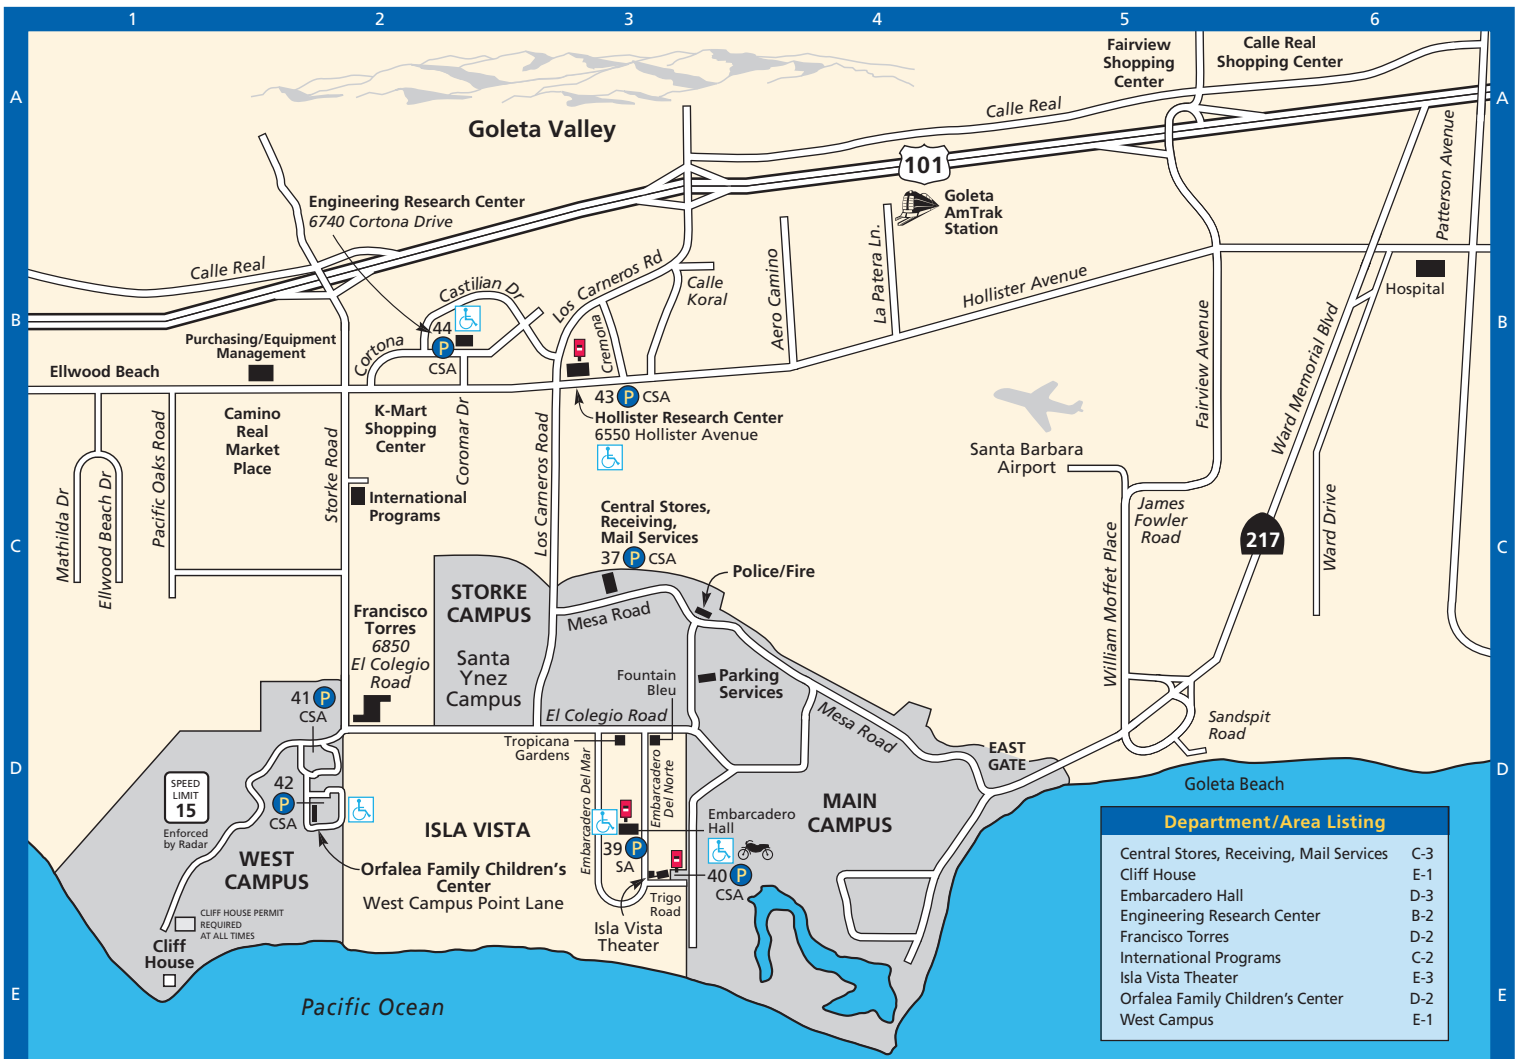 1 2 3 4 5 6
A
B
C
D
E
A
B
C
D
E
Fairview
Shopping
Center
Calle Real
Shopping Center
Goleta Valley
Calle Real
101
Patterson Avenue
Engineering Research Center
6740 Cortona Drive
Goleta
AmTrak
Station
Calle Real
Castilian Dr
Los Carneros Rd
Calle
Koral
Aero Camino
La Patera Ln.
Hollister Avenue
Hospital
44
P
CSA
Cortona
Cremona
Purchasing/Equipment
Management
Ellwood Beach
Fairview Avenue
Ward Memorial Blvd
43 P CSA
Hollister Research Center
6550 Hollister Avenue
Camino
Real
Market
Place
K-Mart
Shopping
Center
Pacific Oaks Road
Storke Road
Coromar Dr
Los Carneros Road
Santa Barbara
Airport
Mathilda Dr
Ellwood Beach Dr
International
Programs
Central Stores,
Receiving,
Mail Services
37 P CSA
James
Fowler
Road
William Moffet Place
217
Ward Drive
Police/Fire
STORKE
CAMPUS
Mesa Road
Francisco
Torres
6850
El Colegio
Road
Santa
Ynez
Campus
Fountain
Bleu
Parking
Services
41 P
CSA
El Colegio Road
Mesa Road
Sandspit
Road
Tropicana
Gardens
EAST
GATE
Embarcadero Del Mar
Embarcadero
Del Norte
Goleta Beach
SPEED
LIMIT
15
Enforced
by Radar
42
P
CSA
ISLA VISTA
Embarcadero
Hall
MAIN
CAMPUS
39 P
SA
WEST
CAMPUS
Orfalea Family Children's
Center
West Campus Point Lane
40 P
CSA
Trigo
Road
Isla Vista
Theater
CLIFF HOUSE PERMIT
REQUIRED
AT ALL TIMES
Cliff
House
Pacific Ocean
Department/Area Listing
Central Stores, Receiving, Mail Services C-3
Cliff House E-1
Embarcadero Hall D-3
Engineering Research Center B-2
Francisco Torres D-2
International Programs C-2
Isla Vista Theater E-3
Orfalea Family Children's Center D-2
West Campus E-1